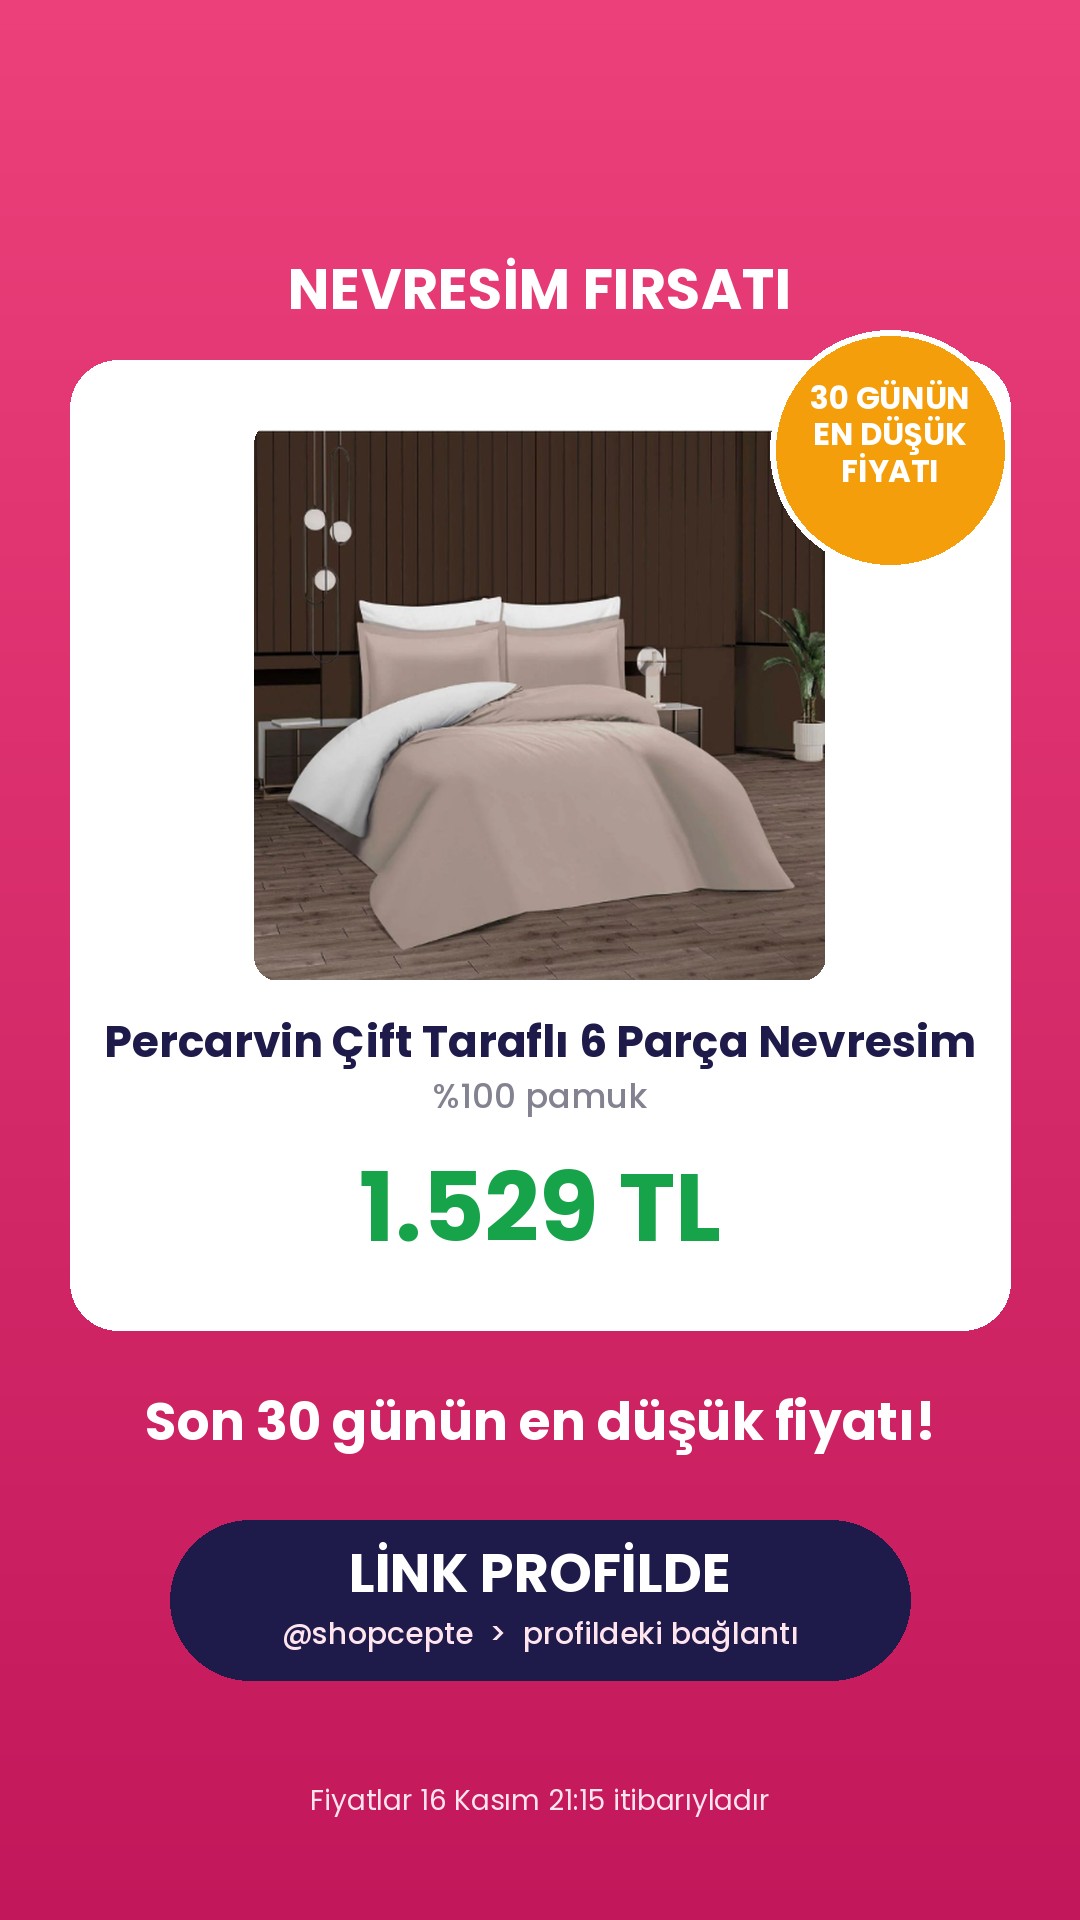 NEVRESİM FIRSATI
30 GÜNÜN
EN DÜŞÜK
FİYATI
Percarvin Çift Taraflı 6 Parça Nevresim
%100 pamuk
1.529 TL
Son 30 günün en düşük fiyatı!
LİNK PROFİLDE
@shopcepte > profildeki bağlantı
Fiyatlar 16 Kasım 21:15 itibarıyladır